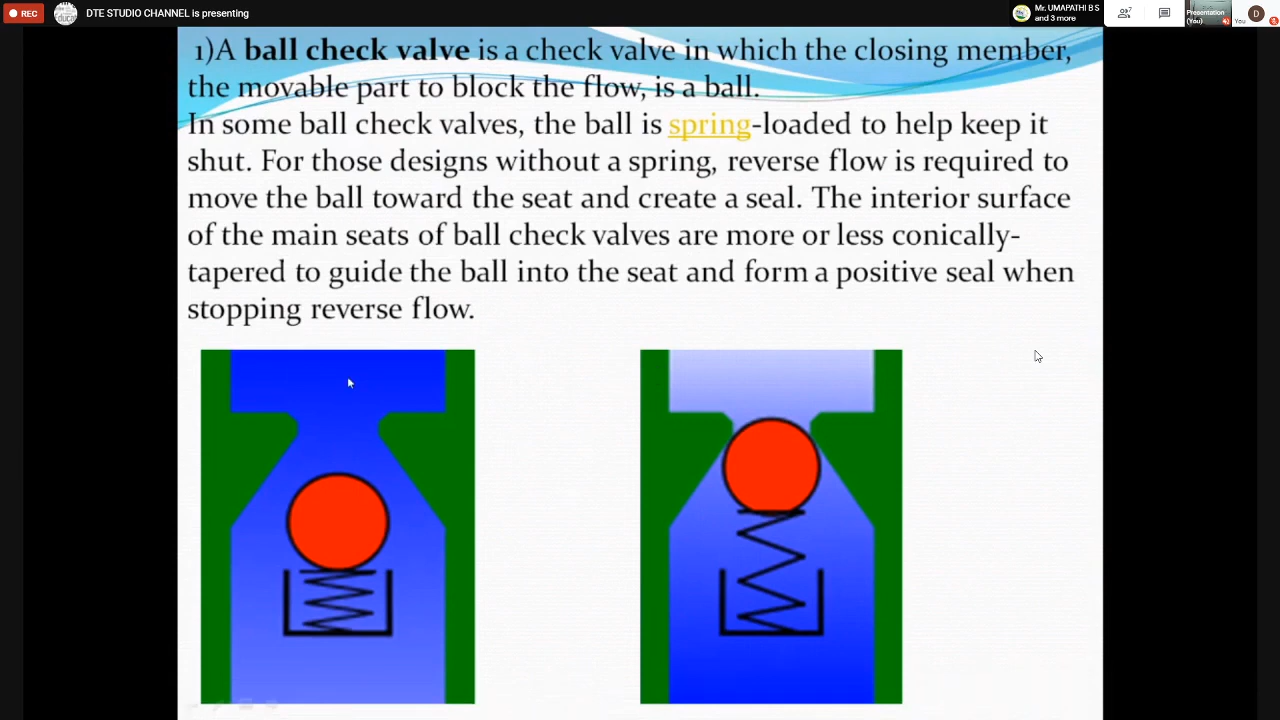 REC
DTE STUDIO CHANNEL is presenting
Mr. UMAPATHI B S
and 3 more
7
Presentation
(You)
You
D
1)A ball check valve is a check valve in which the closing member,
the movable part to block the flow, is a ball.
In some ball check valves, the ball is spring-loaded to help keep it
shut. For those designs without a spring, reverse flow is required to
move the ball toward the seat and create a seal. The interior surface
of the main seats of ball check valves are more or less conically-
tapered to guide the ball into the seat and form a positive seal when
stopping reverse flow.